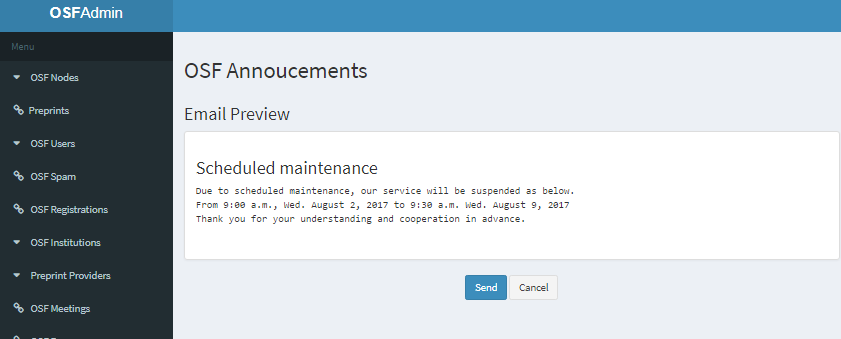 OSFAdmin
Menu
OSF Nodes
Preprints
OSF Users
OSF Spam
OSF Registrations
OSF Institutions
Preprint Providers
OSF Meetings
OSF Annoucements
Email Preview
Scheduled maintenance
Due to scheduled maintenance, our service will be suspended as below.
From 9:00 a.m., Wed. August 2, 2017 to 9:30 a.m. Wed. August 9, 2017
Thank you for your understanding and cooperation in advance.
Send Cancel